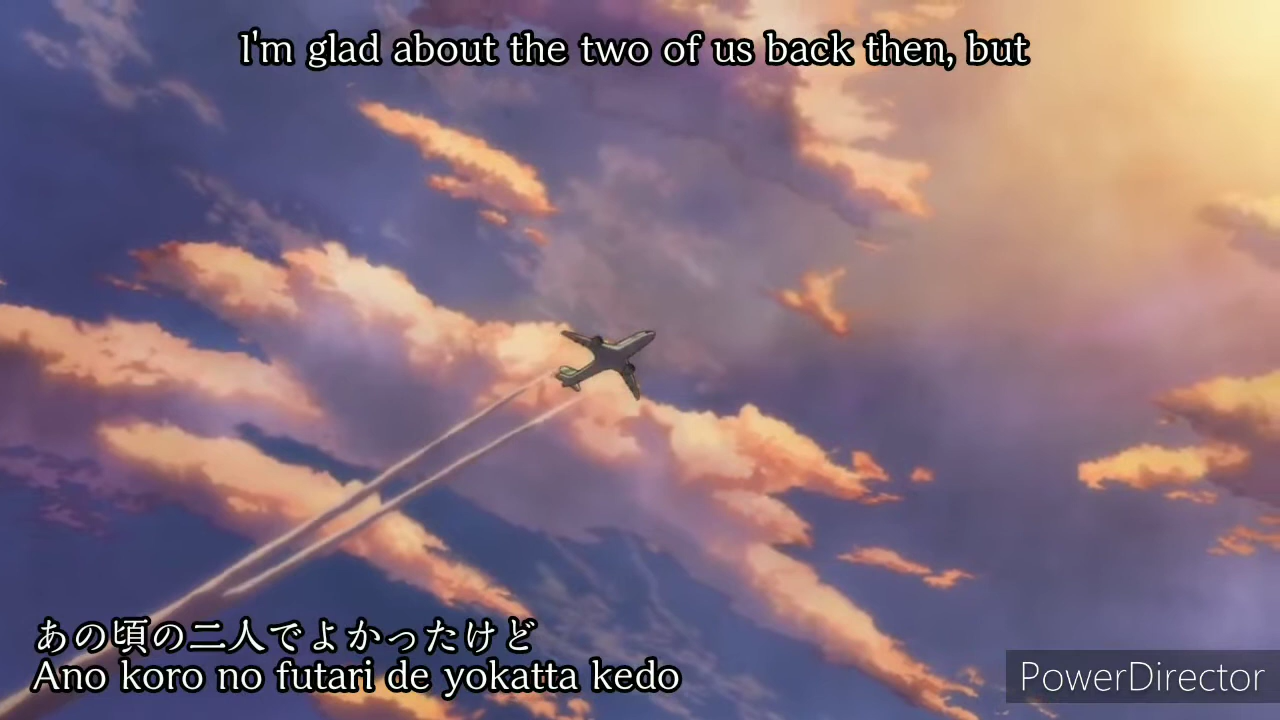 I'm glad about the two of us back then, but
あの頃の二人でよかったけど
Ano koro no futari de yokatta kedo
PowerDirector